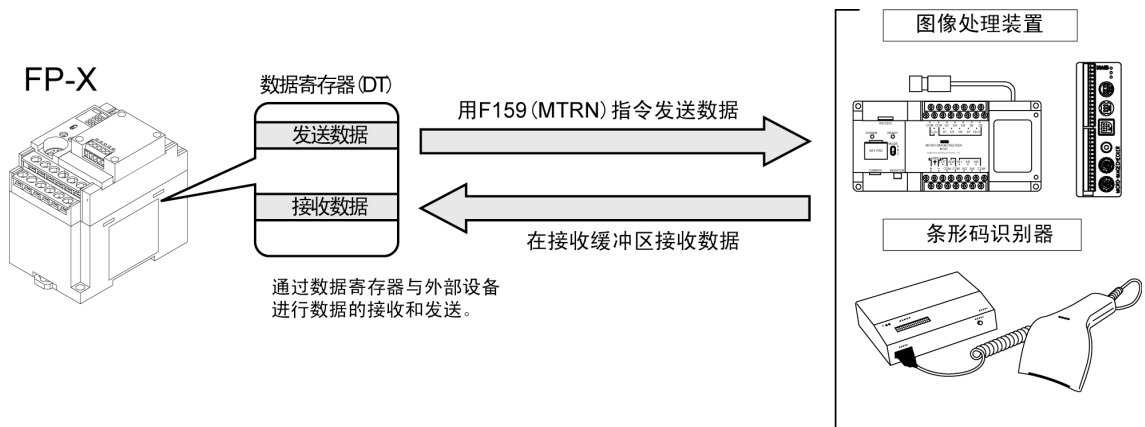 FP-X
数据寄存器(DT)
发送数据
接收数据
通过数据寄存器与外部设备
进行数据的接收和发送。
用F159(MTRN)指令发送数据
在接收缓冲区接收数据
图像处理装置
MICRO-IMAGECHECKER
条形码识别器